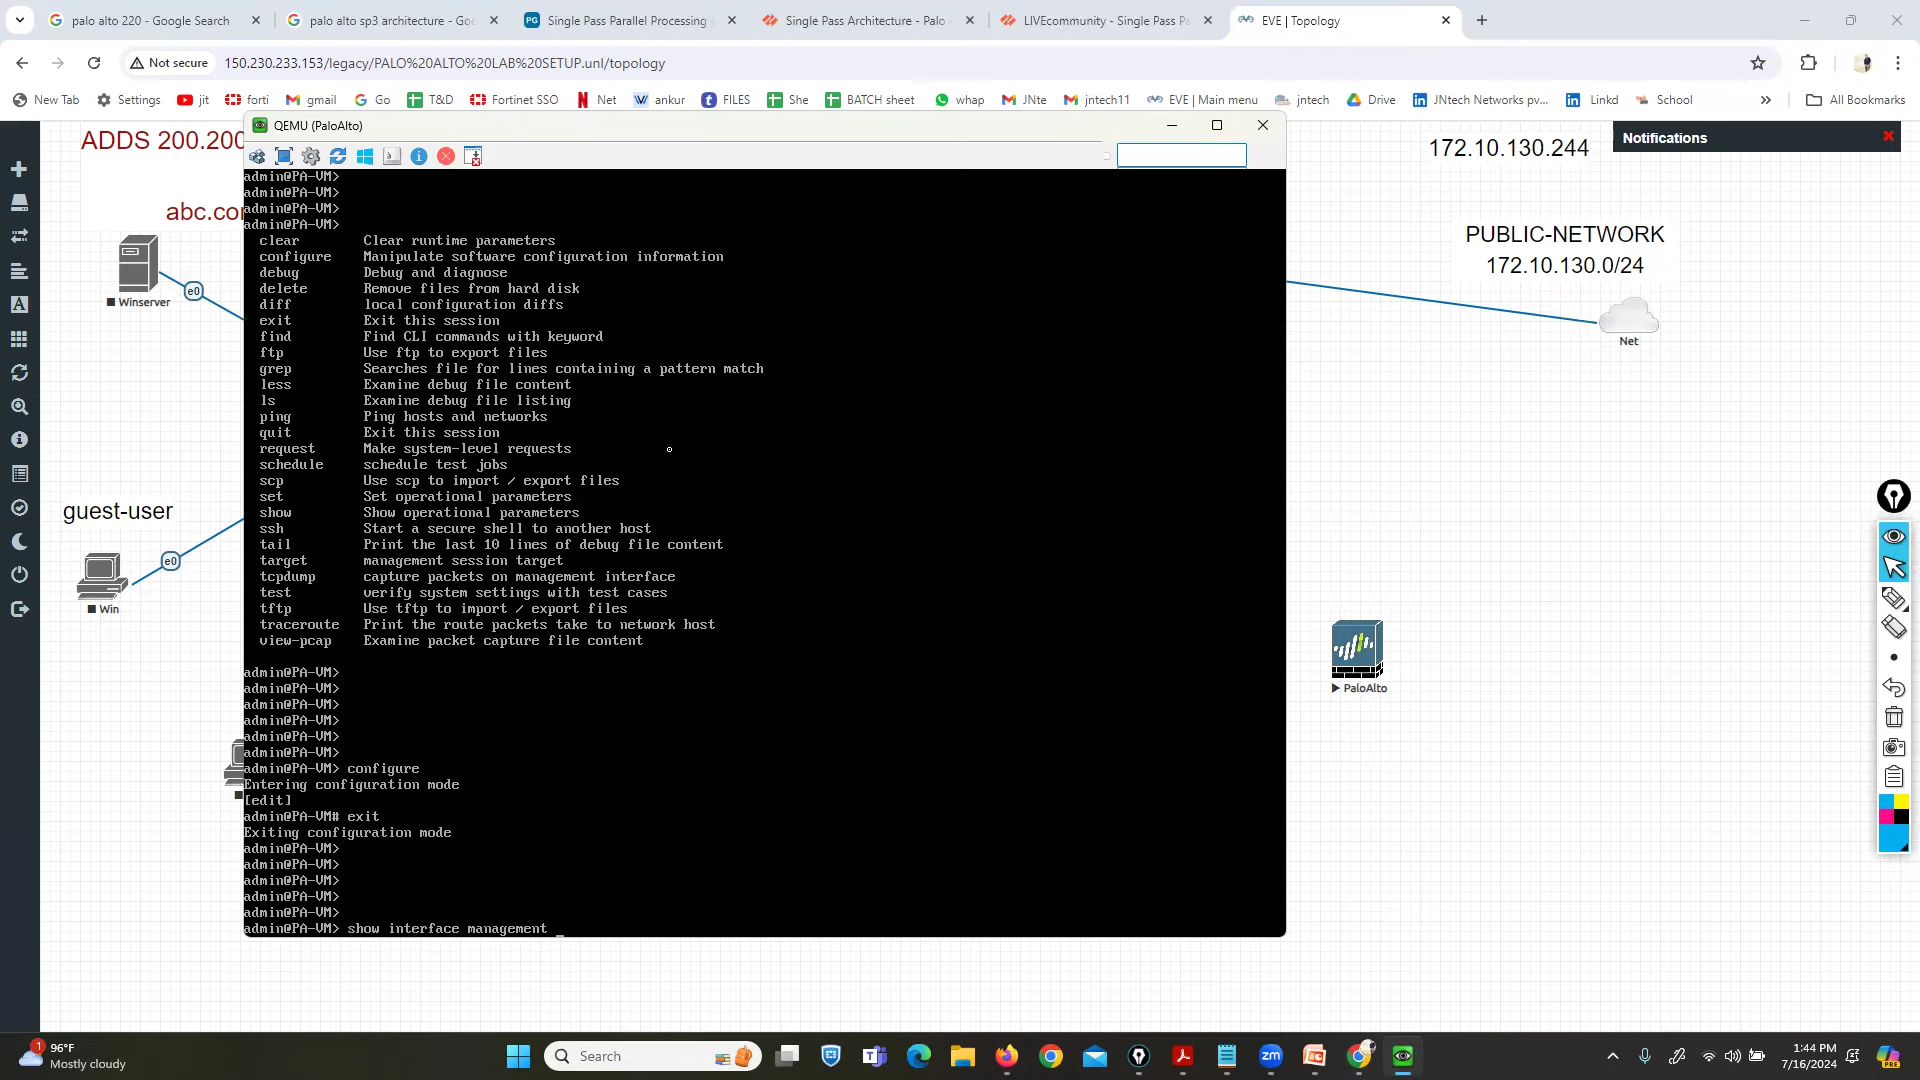 palo alto 220 - Google Search
palo alto sp3 architecture - Goo
Single Pass Parallel Processing
Single Pass Architecture - Palo
LIVEcommunity - Single Pass Pa
EVE | Topology
Not secure
150.230.233.153/legacy/PALO%20ALTO%20LAB%20SETUP.unl/topology
New Tab
Settings
jit
forti
gmail
Go
T&D
Fortinet SSO
Net
ankur
FILES
She
BATCH sheet
whap
JNte
jntech11
EVE | Main menu
jntech
Drive
JNtech Networks pv...
Linkd
School
All Bookmarks
ADDS 200.200
abc.cor
Winserver
e0
guest-user
e0
Win
172.10.130.244
Notifications
PUBLIC-NETWORK
172.10.130.0/24
Net
PaloAlto
QEMU (PaloAlto)
admin@PA-VM>
admin@PA-VM>
admin@PA-VM>
admin@PA-VM>
clear Clear runtime parameters
configure Manipulate software configuration information
debug Debug and diagnose
delete Remove files from hard disk
diff local configuration diffs
exit Exit this session
find Find CLI commands with keyword
ftp Use ftp to export files
grep Searches file for lines containing a pattern match
less Examine debug file content
ls Examine debug file listing
ping Ping hosts and networks
quit Exit this session
request Make system-level requests
schedule schedule test jobs
scp Use scp to import / export files
set Set operational parameters
show Show operational parameters
ssh Start a secure shell to another host
tail Print the last 10 lines of debug file content
target management session target
tcpdump capture packets on management interface
test verify system settings with test cases
tftp Use tftp to import / export files
traceroute Print the route packets take to network host
view-pcap Examine packet capture file content
admin@PA-VM>
admin@PA-VM>
admin@PA-VM>
admin@PA-VM>
admin@PA-VM>
admin@PA-VM>
admin@PA-VM> configure
Entering configuration mode
[edit]
admin@PA-VM# exit
Exiting configuration mode
admin@PA-VM>
admin@PA-VM>
admin@PA-VM>
admin@PA-VM>
admin@PA-VM>
admin@PA-VM> show interface management _
1
96°F
Mostly cloudy
Search
zm
1:44 PM
7/16/2024
PRE